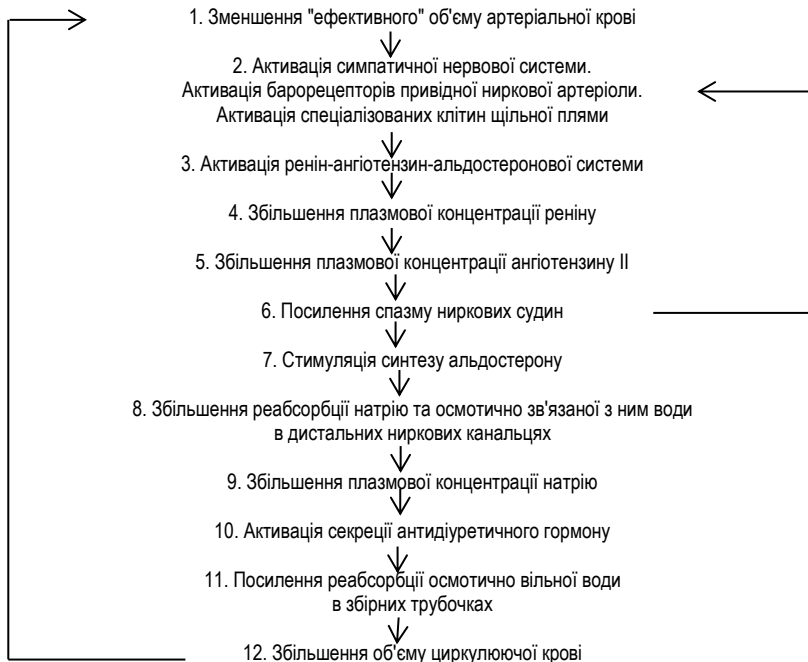 1. Зменшення "ефективного" об'єму артеріальної крові
2. Активація симпатичної нервової системи.
Активація барорецепторів привідної ниркової артеріоли.
Активація спеціалізованих клітин щільної плями
3. Активація ренін-ангіотензин-альдостеронової системи
4. Збільшення плазмової концентрації реніну
5. Збільшення плазмової концентрації ангіотензину II
6. Посилення спазму ниркових судин
7. Стимуляція синтезу альдостерону
8. Збільшення реабсорбції натрію та осмотично зв'язаної з ним води
в дистальних ниркових канальцях
9. Збільшення плазмової концентрації натрію
10. Активація секреції антидіуретичного гормону
11. Посилення реабсорбції осмотично вільної води
в збірних трубочках
12. Збільшення об'єму циркулюючої крові